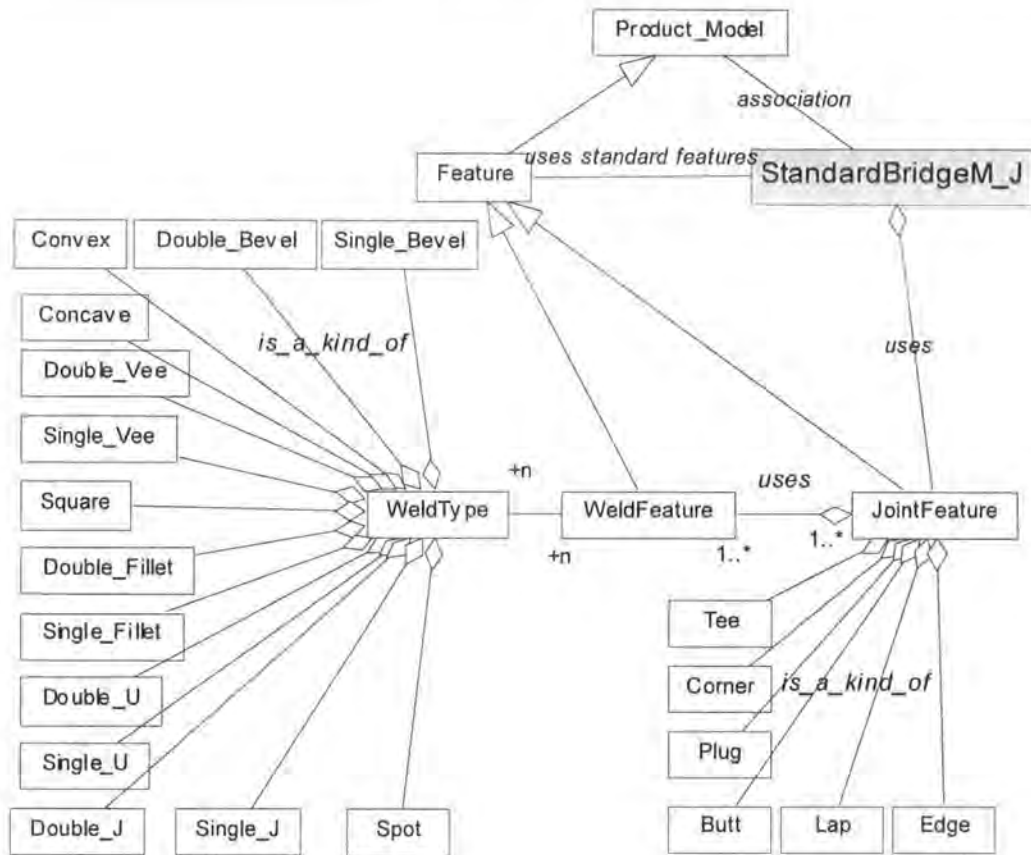 Product_Model
association
uses standard features
Feature
StandardBridgeM_J
Convex
Double_Bevel
Single_Bevel
Concave
is_a_kind_of
Double_Vee
uses
Single_Vee
+n
uses
Square
WeldType
WeldFeature
JointFeature
+n
1..*
1..*
Double_Fillet
Single_Fillet
Tee
Double_U
Corner
is_a_kind_of
Single_U
Plug
Double_J
Single_J
Spot
Butt
Lap
Edge